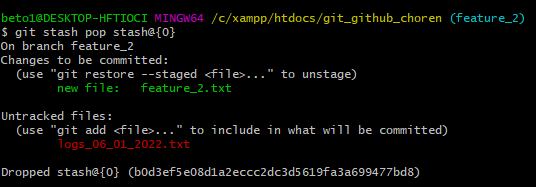 beto1@DESKTOP-HFTIOCI MINGW64 /c/xampp/htdocs/git_github_choren (feature_2)
$ git stash pop stash@{0}
On branch feature_2
Changes to be committed:
  (use "git restore --staged <file>..." to unstage)
        new file:   feature_2.txt

Untracked files:
  (use "git add <file>..." to include in what will be committed)
        logs_06_01_2022.txt

Dropped stash@{0} (b0d3ef5e08d1a2eccc2dc3d5619fa3a699477bd8)